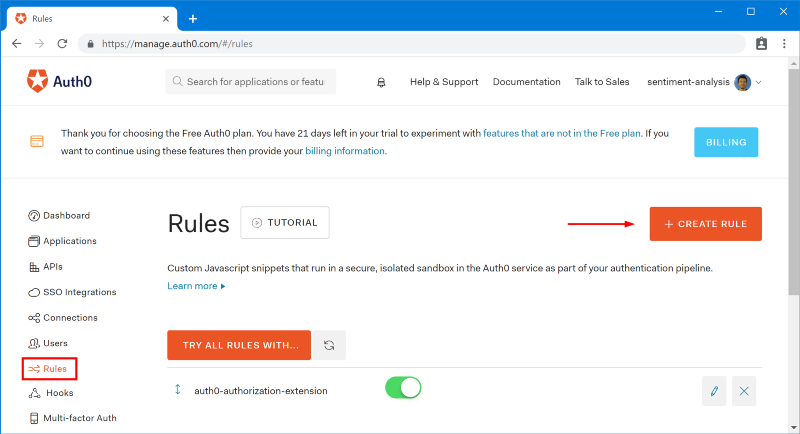 Rules
https://manage.auth0.com/#/rules
Auth0
Search for applications or featu
Help & Support
Documentation
Talk to Sales
sentiment-analysis
Thank you for choosing the Free Auth0 plan. You have 21 days left in your trial to experiment with features that are not in the Free plan. If you
want to continue using these features then provide your billing information.
BILLING
Dashboard
Applications
APIs
SSO Integrations
Connections
Users
Rules
Hooks
Multi-factor Auth
Rules
TUTORIAL
+ CREATE RULE
Custom Javascript snippets that run in a secure, isolated sandbox in the Auth0 service as part of your authentication pipeline.
Learn more
TRY ALL RULES WITH...
auth0-authorization-extension